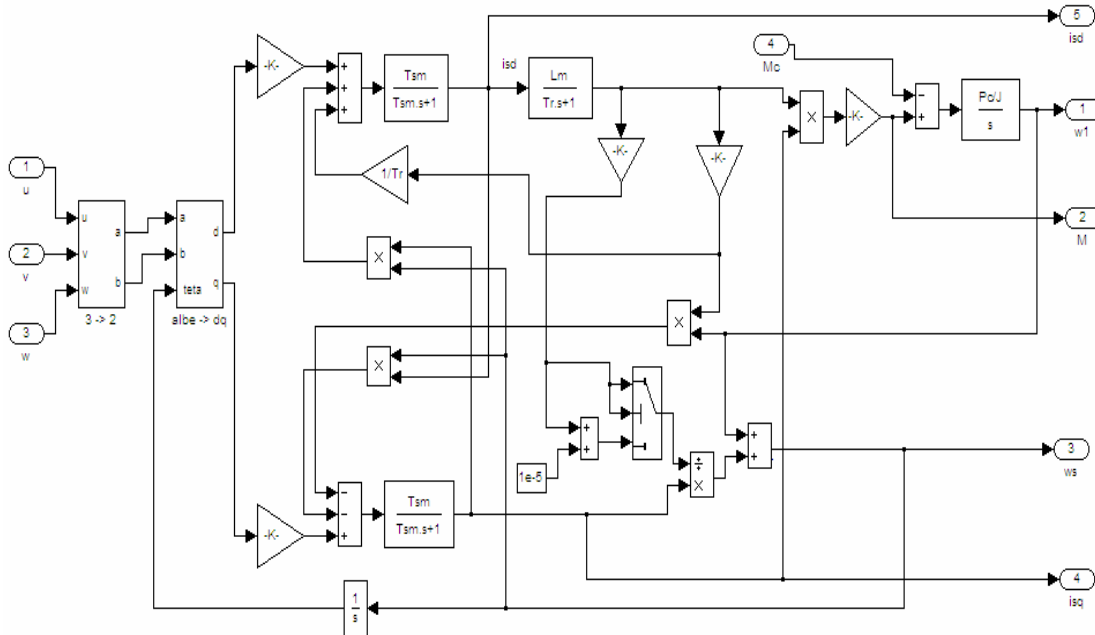 5
isd
-K-
+
+
+
Tsm
Tsm.s+1
isd
Lm
Tr.s+1
4
Mc
X
-K-
−
+
Pc/J
s
1
w1
-K-
-K-
1/Tr
2
M
1
u
2
v
3
w
u
v
w
a
b
3 -> 2
a
b
teta
d
q
albe -> dq
X
X
X
+
+
1e-5
÷
X
+
+
3
ws
-K-
−
−
+
Tsm
Tsm.s+1
1
s
4
isq